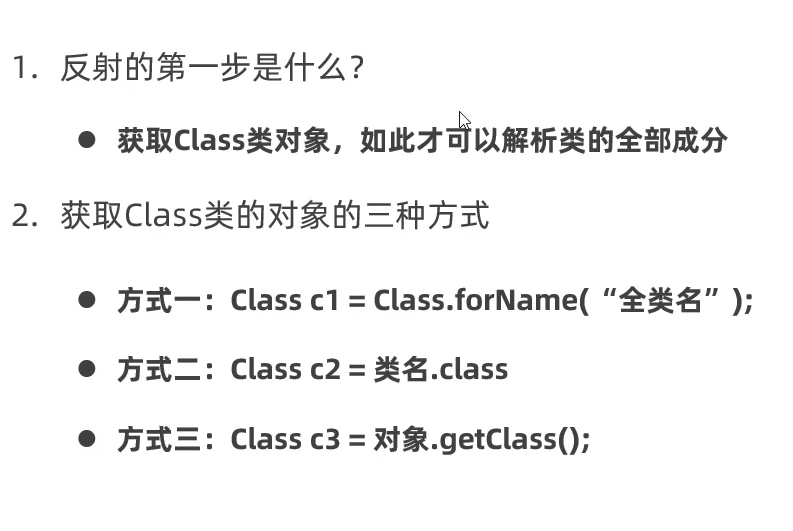 1. 反射的第一步是什么?
● 获取Class类对象，如此才可以解析类的全部成分
2. 获取Class类的对象的三种方式
● 方式一：Class c1 = Class.forName(“全类名”);
● 方式二：Class c2 = 类名.class
● 方式三：Class c3 = 对象.getClass();